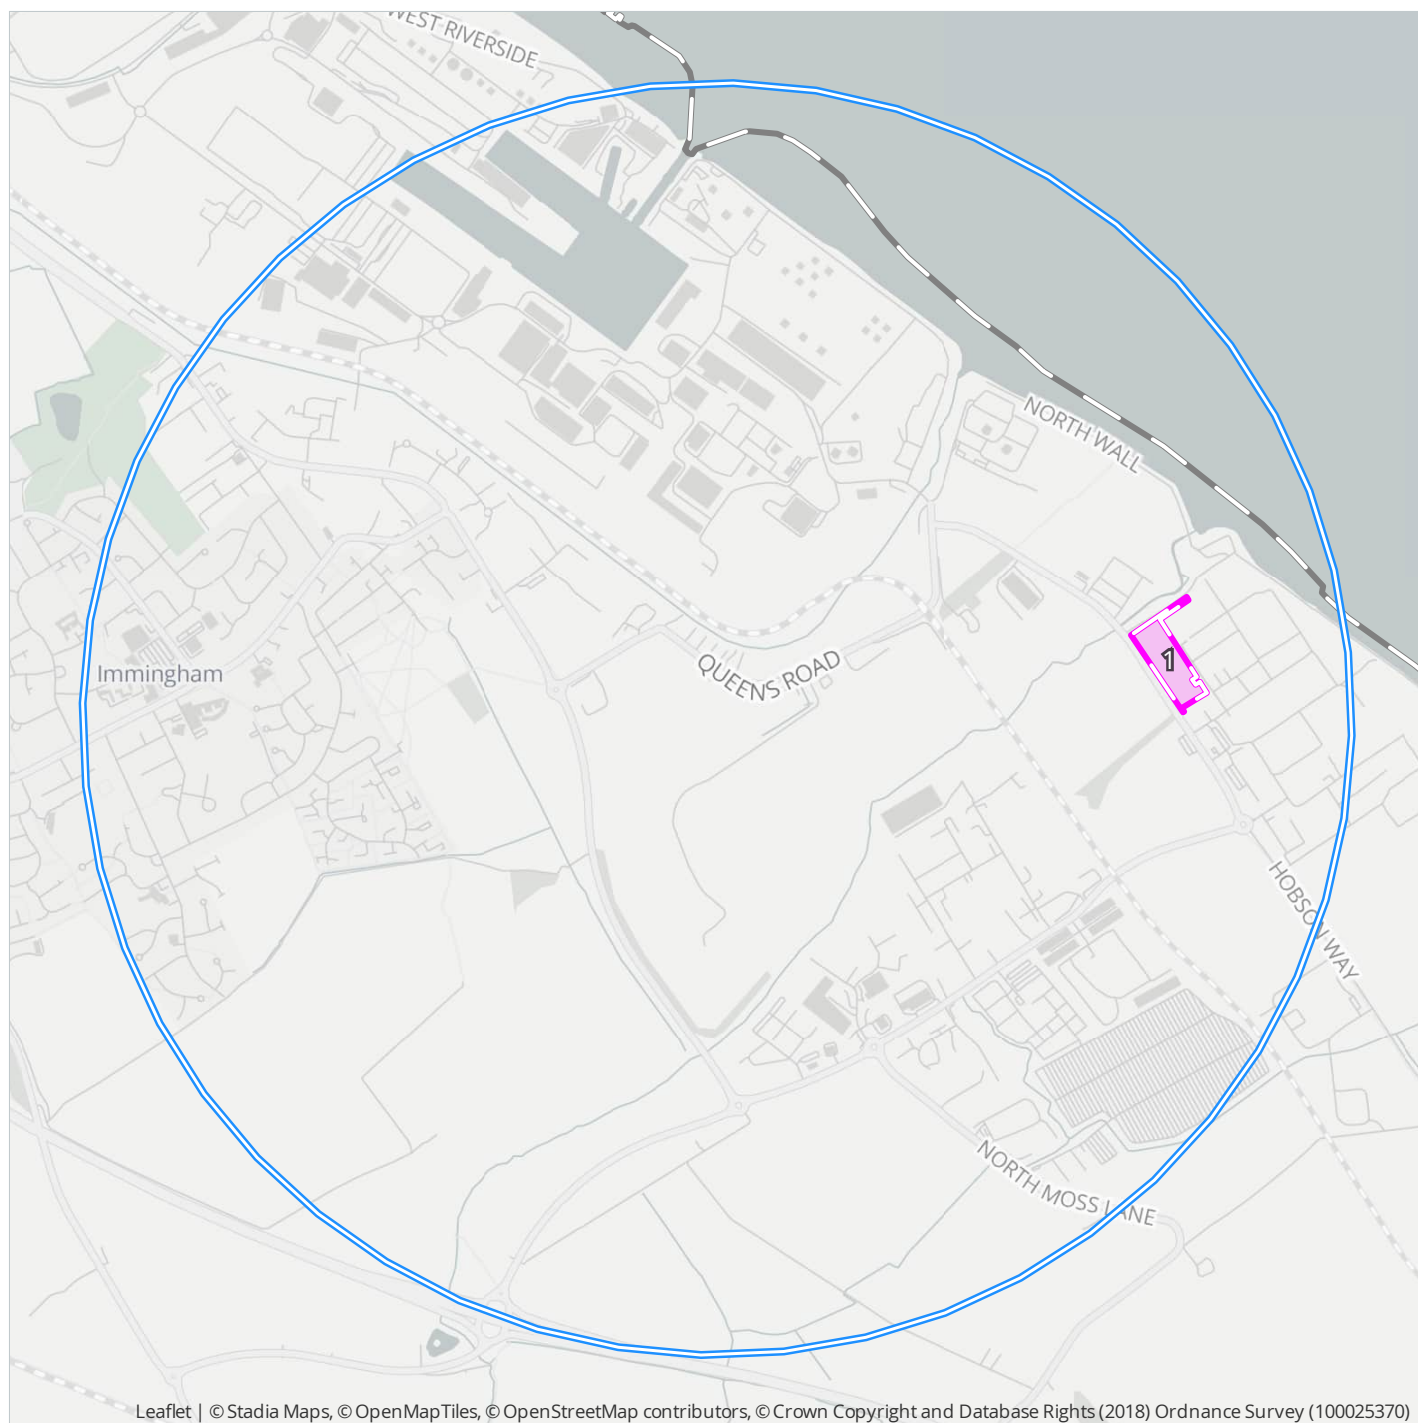 WEST RIVERSIDE
NORTH WALL
1
QUEENS ROAD
Immingham
HOBSON WAY
NORTH MOSS LANE
Leaflet | © Stadia Maps, © OpenMapTiles, © OpenStreetMap contributors, © Crown Copyright and Database Rights (2018) Ordnance Survey (100025370)